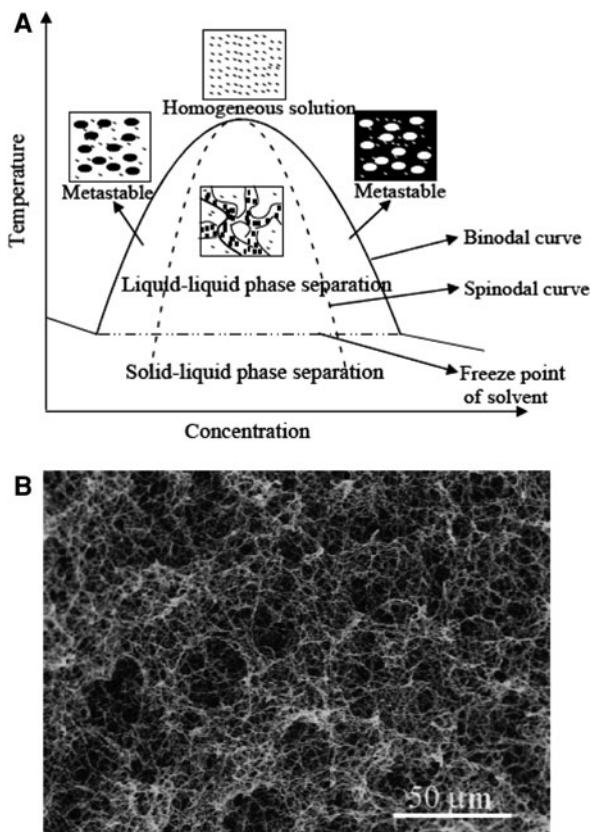 A
Homogeneous solution
Metastable
Metastable
Temperature
Binodal curve
Liquid-liquid phase separation
Spinodal curve
Solid-liquid phase separation
Freeze point
of solvent
Concentration
B
50 μm